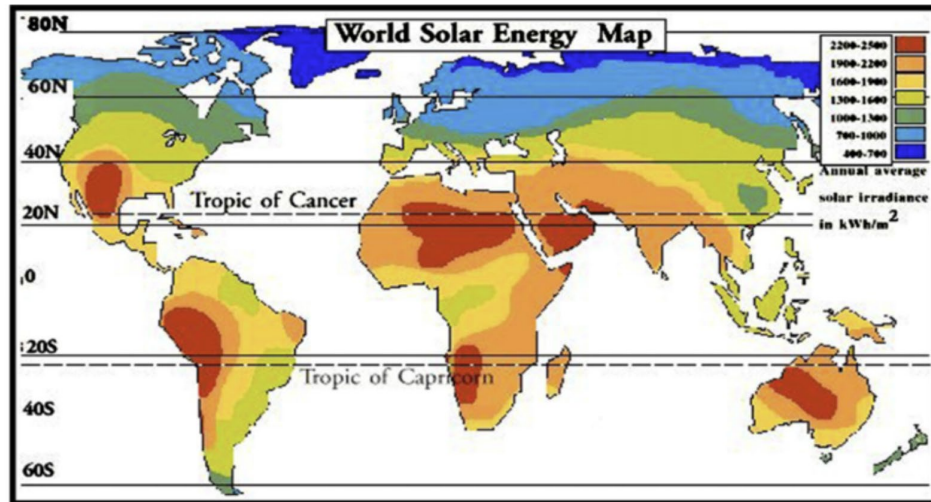 World Solar Energy Map
80N
60N
40N
20N
0
20S
40S
60S
Tropic of Cancer
Tropic of Capricorn
2200-2500
1900-2200
1600-1900
1300-1600
1000-1300
700-1000
400-700
Annual average
solar irradiance
in kWh/m²